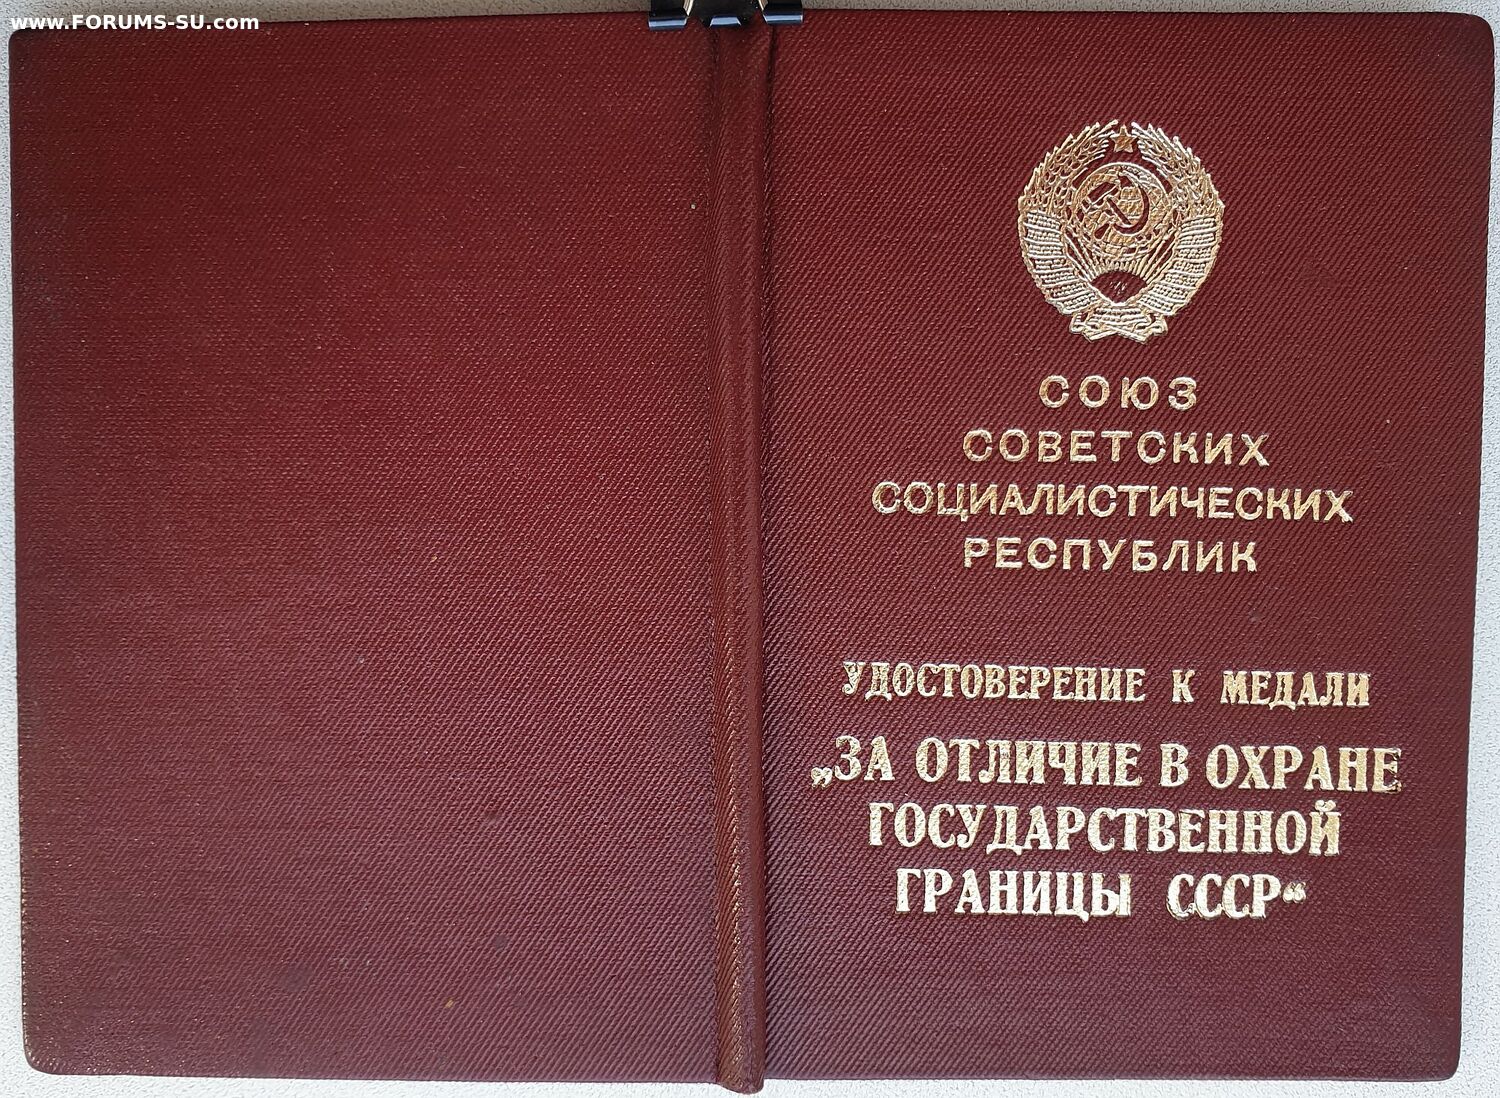 www.FORUMS-SU.com
СОЮЗ
СОВЕТСКИХ
СОЦИАЛИСТИЧЕСКИХ
РЕСПУБЛИК
УДОСТОВЕРЕНИЕ К МЕДАЛИ
„ЗА ОТЛИЧИЕ В ОХРАНЕ
ГОСУДАРСТВЕННОЙ
ГРАНИЦЫ СССР“